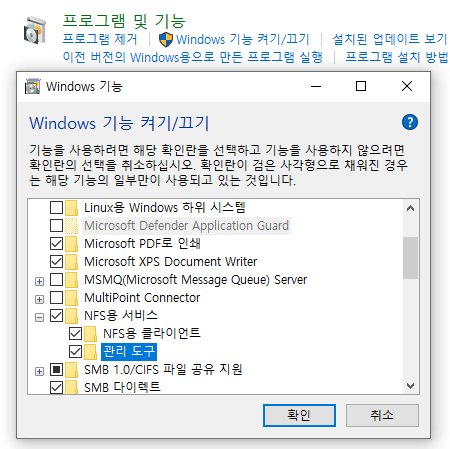 프로그램 및 기능
프로그램 제거 Windows 기능 켜기/끄기 설치된 업데이트 보기
이전 버전의 Windows용으로 만든 프로그램 실행 프로그램 설치 방법
Windows 기능
Windows 기능 켜기/끄기
기능을 사용하려면 해당 확인란을 선택하고 기능을 사용하지 않으려면
확인란의 선택을 취소하십시오. 확인란이 검은 사각형으로 채워진 경우
는 해당 기능의 일부만이 사용되고 있는 것입니다.
Linux용 Windows 하위 시스템
Microsoft Defender Application Guard
Microsoft PDF로 인쇄
Microsoft XPS Document Writer
MSMQ(Microsoft Message Queue) Server
MultiPoint Connector
NFS용 서비스
NFS용 클라이언트
관리 도구
SMB 1.0/CIFS 파일 공유 지원
SMB 다이렉트
확인 취소